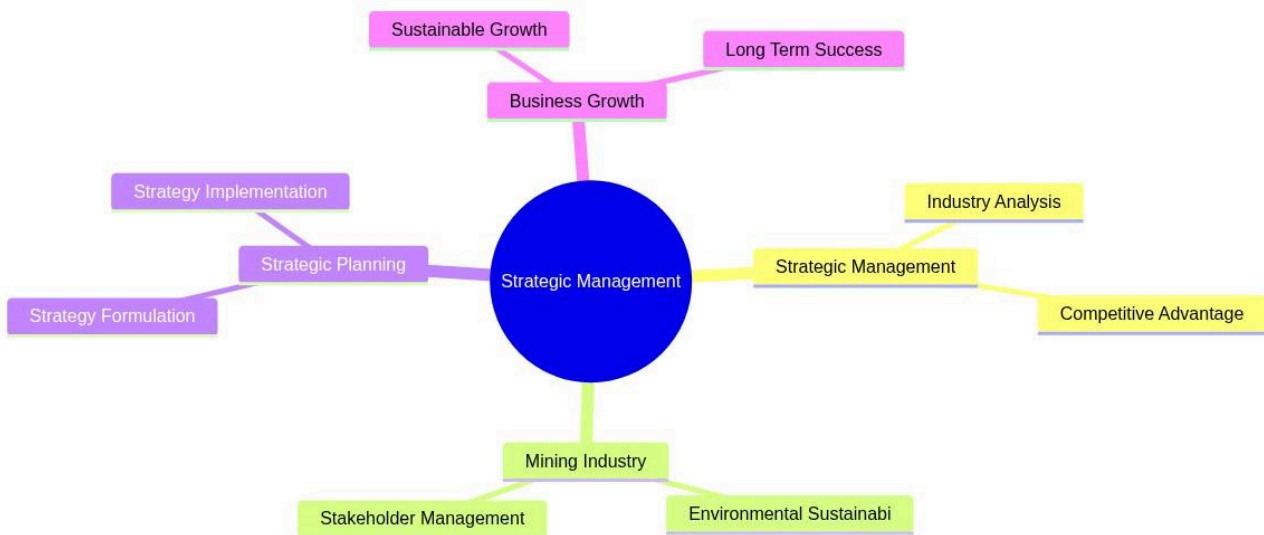 Sustainable Growth
Long Term Success
Business Growth
Strategy Implementation
Industry Analysis
Strategic Planning
Strategic Management
Strategic Management
Strategy Formulation
Competitive Advantage
Mining Industry
Stakeholder Management
Environmental Sustainabi